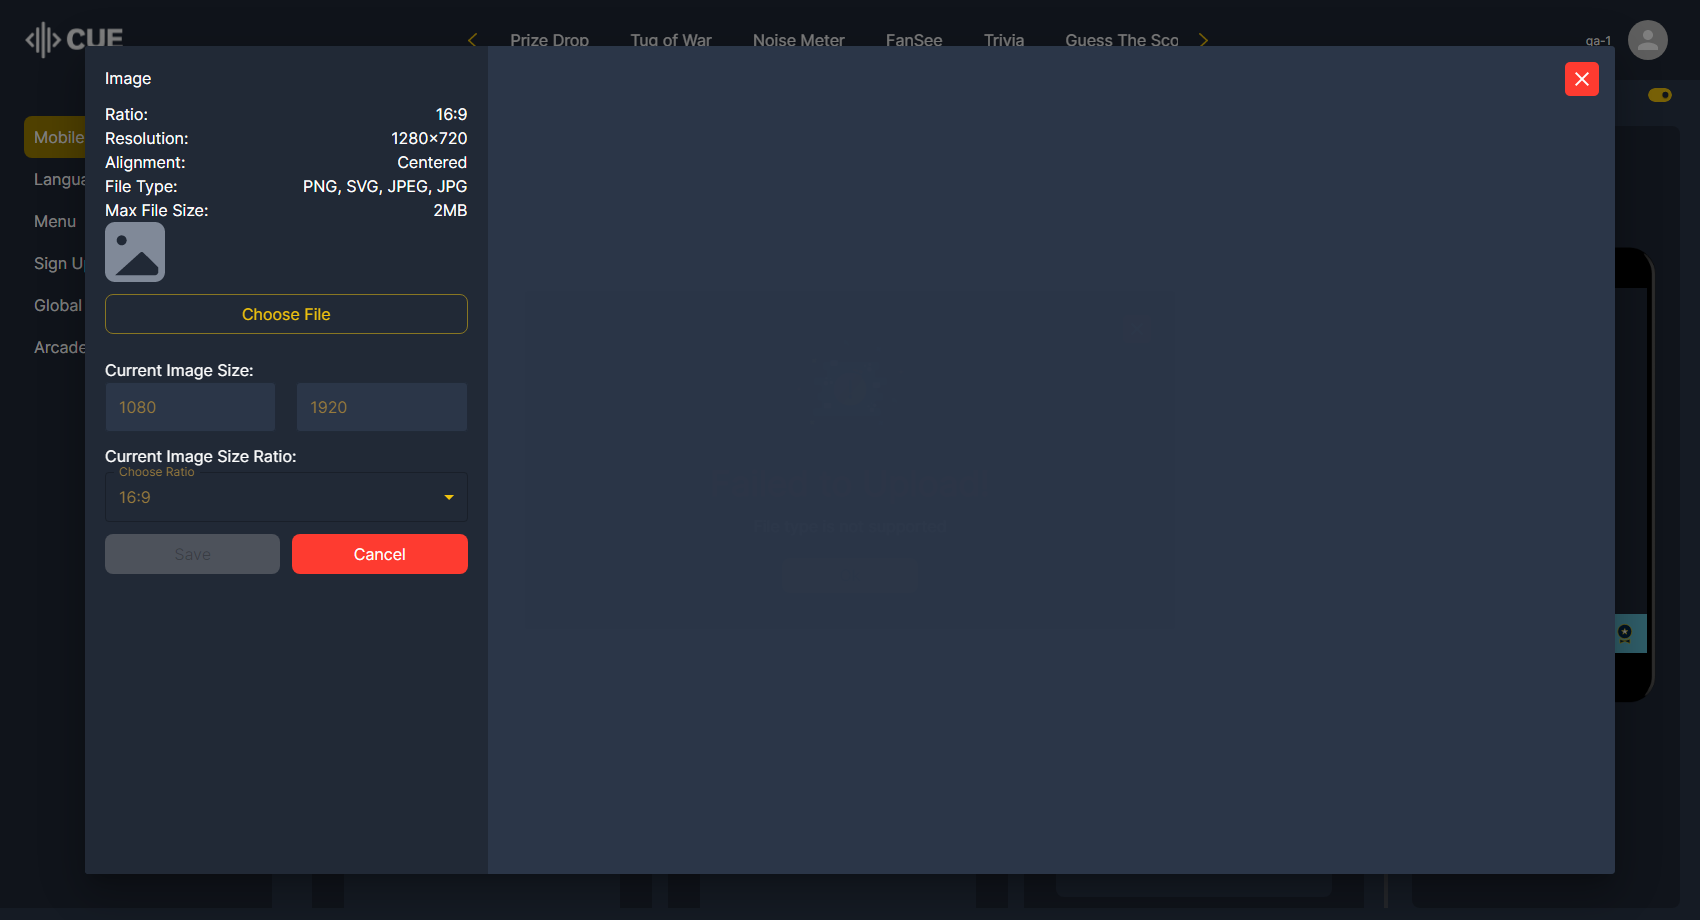 CUE
Prize Drop
Tug of War
Noise Meter
FanSee
Trivia
Guess The Sco
qa-1
Mobile
Langua
Menu
Sign U
Global
Arcade
Image
Ratio: 16:9
Resolution: 1280×720
Alignment: Centered
File Type: PNG, SVG, JPEG, JPG
Max File Size: 2MB
Choose File
Current Image Size:
1080 1920
Current Image Size Ratio:
Choose Ratio
16:9
Save Cancel